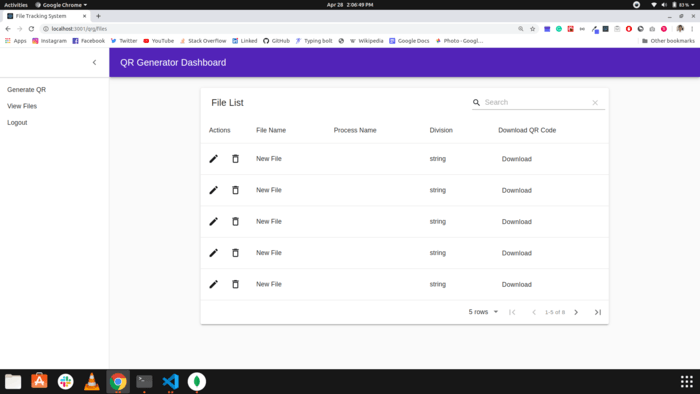 Activities Google Chrome Apr 28 2:06:49 PM 83 %
File Tracking System
localhost:3001/qrg/files
Apps Instagram Facebook Twitter YouTube Stack Overflow Linked GitHub Typing bolt Wikipedia Google Docs Photo - Googl... Other bookmarks
QR Generator Dashboard
Generate QR
View Files
Logout
File List Search
Actions File Name Process Name Division Download QR Code
New File string Download
New File string Download
New File string Download
New File string Download
New File string Download
5 rows 1-5 of 6